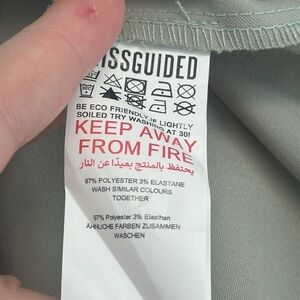 ISSGUIDED
BE ECO FRIENDLY, IF LIGHTLY
SOILED TRY WASHING AT 30!
KEEP AWAY
FROM FIRE
يحتفظ بالمنتج بعيدًا عن النار
97% POLYESTER 3% ELASTANE
WASH SIMILAR COLOURS
TOGETHER
97% Polyester 3% Elasthan
ÄHNLICHE FARBEN ZUSAMMEN
WASCHEN